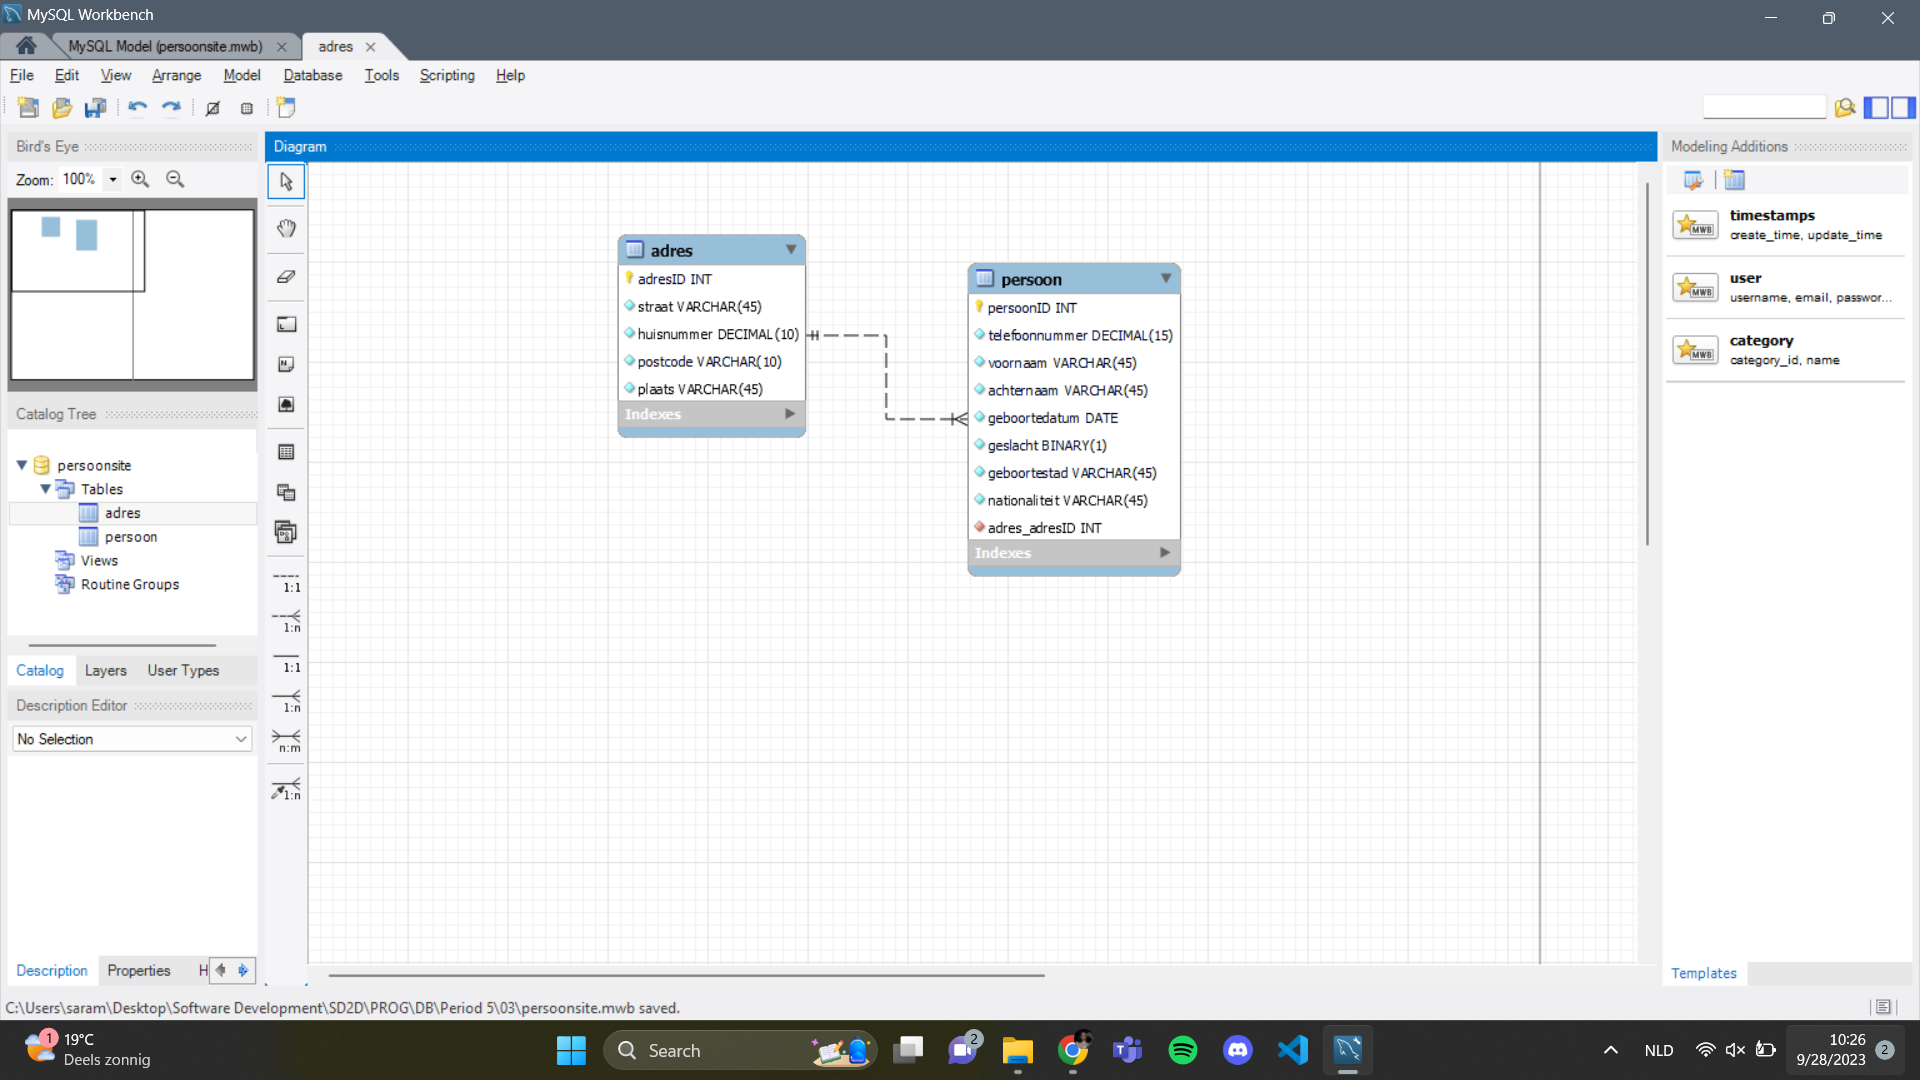 MySQL Workbench
MySQL Model (persoonsite.mwb)
adres
File Edit View Arrange Model Database Tools Scripting Help
Bird's Eye
Diagram
Modeling Additions
Zoom: 100%
timestamps
create_time, update_time
user
username, email, passwor...
category
category_id, name
MWB
MWB
MWB
adres
adresID INT
straat VARCHAR(45)
huisnummer DECIMAL(10)
postcode VARCHAR(10)
plaats VARCHAR(45)
Indexes
persoon
persoonID INT
telefoonnummer DECIMAL(15)
voornaam VARCHAR(45)
achternaam VARCHAR(45)
geboortedatum DATE
geslacht BINARY(1)
geboortestad VARCHAR(45)
nationaliteit VARCHAR(45)
adres_adresID INT
Indexes
Catalog Tree
persoonsite
Tables
adres
persoon
Views
Routine Groups
Catalog Layers User Types
Description Editor
No Selection
1:1
1:n
1:1
1:n
n:m
1:n
Description Properties H
Templates
C:\Users\saram\Desktop\Software Development\SD2D\PROG\DB\Period 5\03\persoonsite.mwb saved.
1
19°C
Deels zonnig
Search
2
NLD
10:26
9/28/2023
2